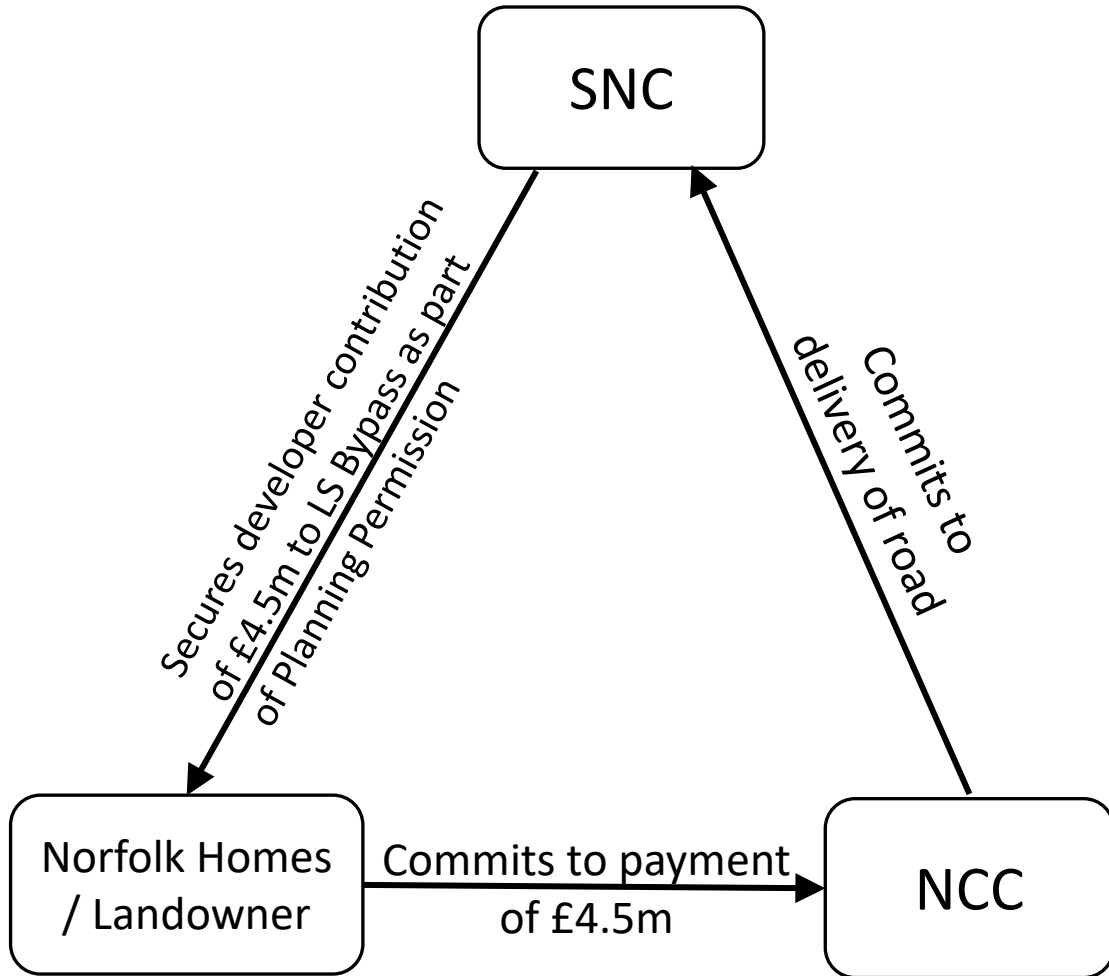 SNC
Secures developer contribution
of £4.5m to LS Bypass as part
of Planning Permission
Commits to
delivery of road
Norfolk Homes
/ Landowner
Commits to payment
of £4.5m
NCC